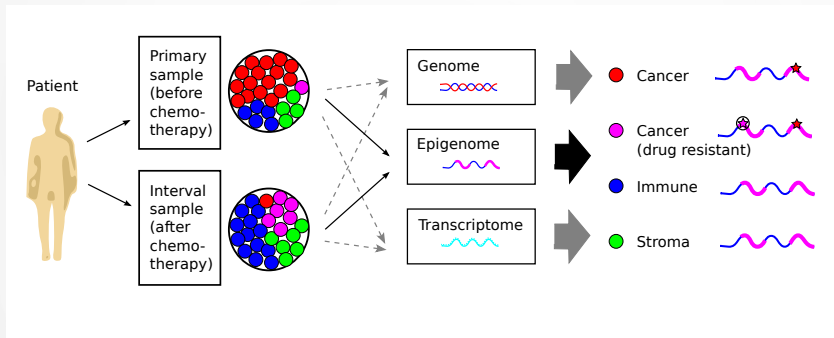 Patient
Primary
sample
(before
chemo-
therapy)
Interval
sample
(after
chemo-
therapy)
Genome
Epigenome
Transcriptome
Cancer
Cancer
(drug resistant)
Immune
Stroma